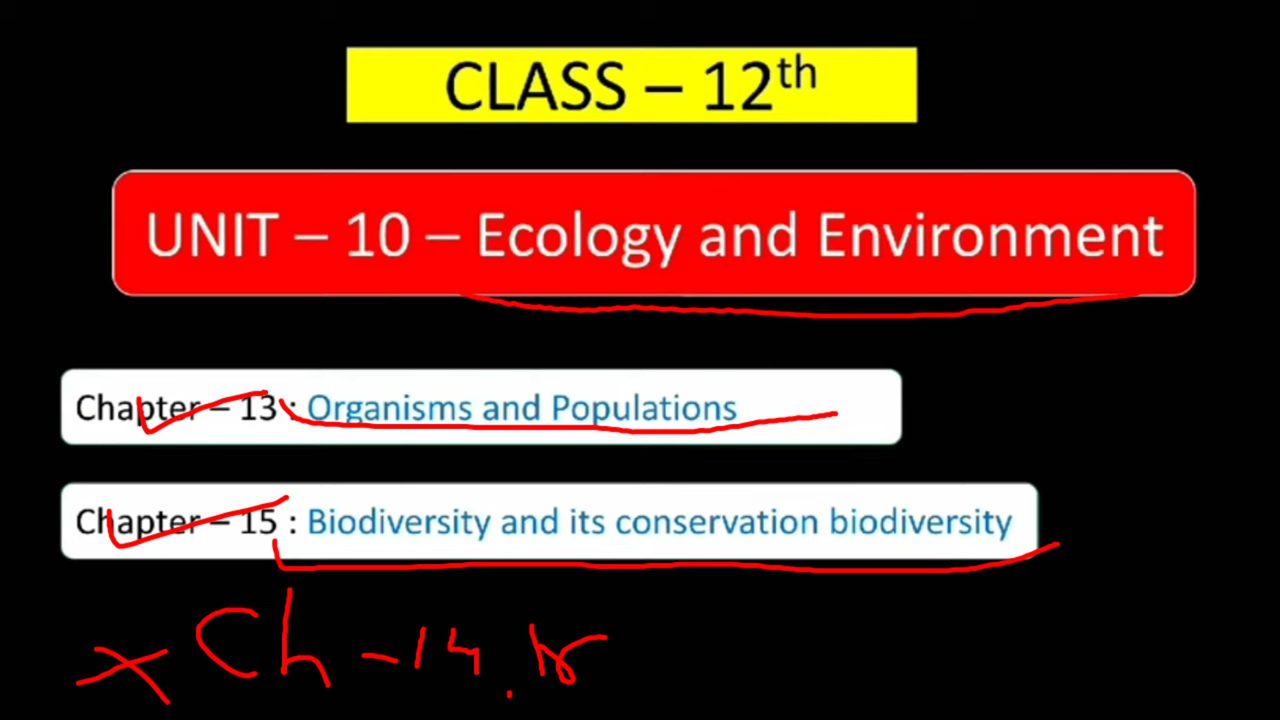 CLASS – 12th
UNIT – 10 – Ecology and Environment
Chapter – 13 : Organisms and Populations
Chapter – 15 : Biodiversity and its conservation biodiversity
x Ch – 14.